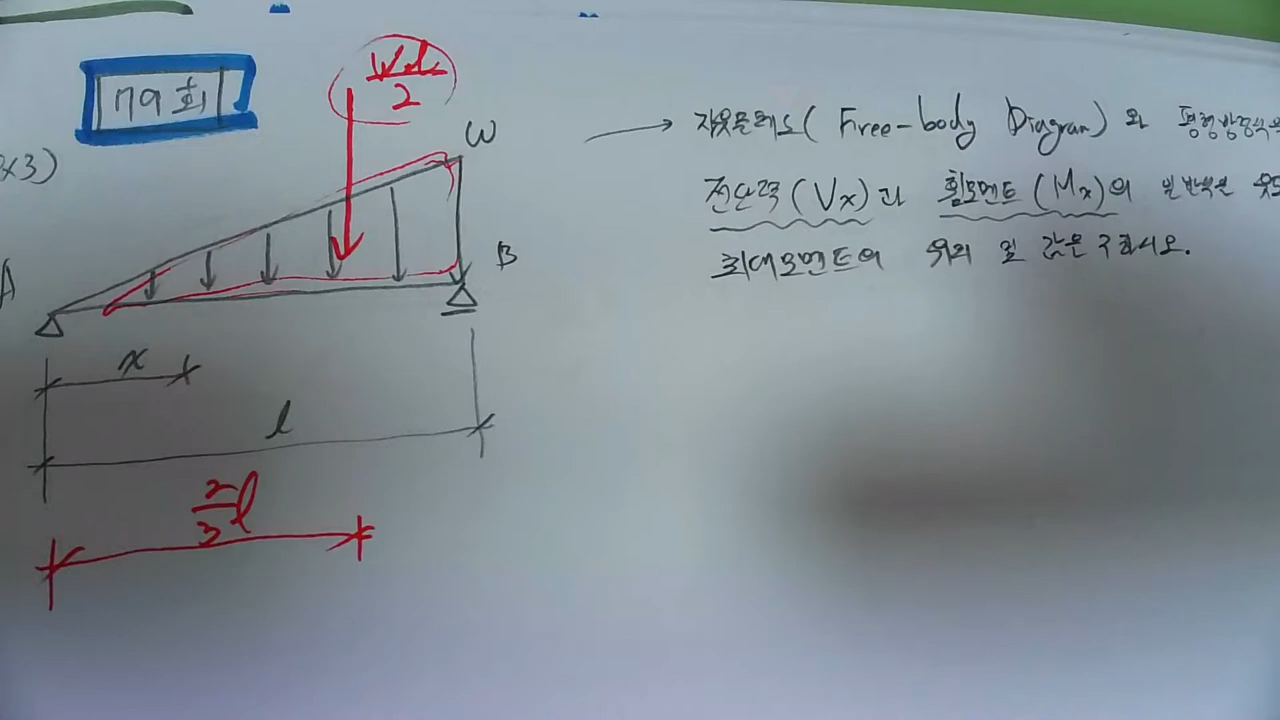 79회
x3)
wl/2
w
A
B
x
l
2/3 l
→ 자유물체도( Free-body Diagram) 와 평형방정식
전단력(Vx)과 휨모멘트(Mx)의 일반식을
최대모멘트의 위치 및 값을 구하시오.